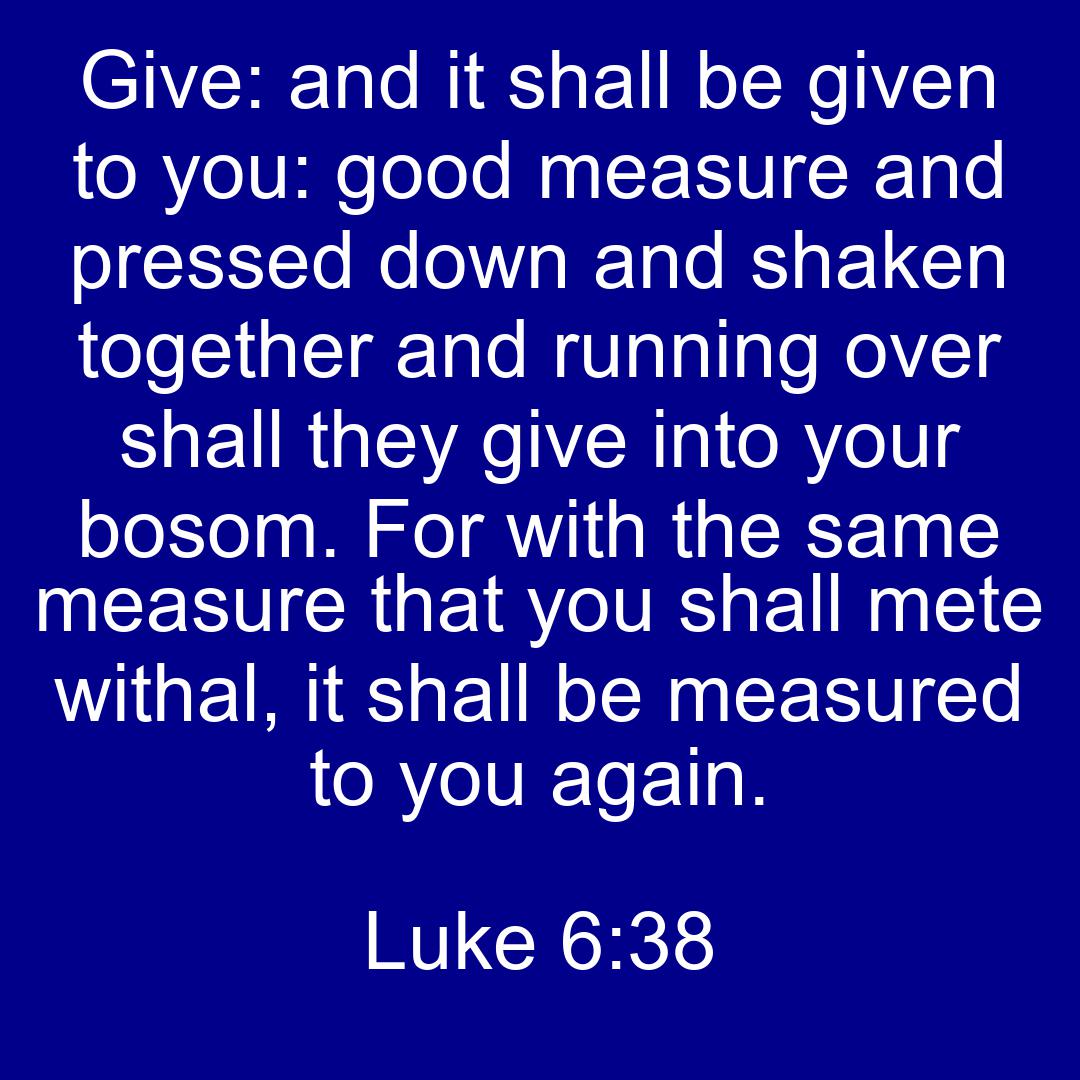 Give: and it shall be given
to you: good measure and
pressed down and shaken
together and running over
shall they give into your
bosom. For with the same
measure that you shall mete
withal, it shall be measured
to you again.
Luke 6:38